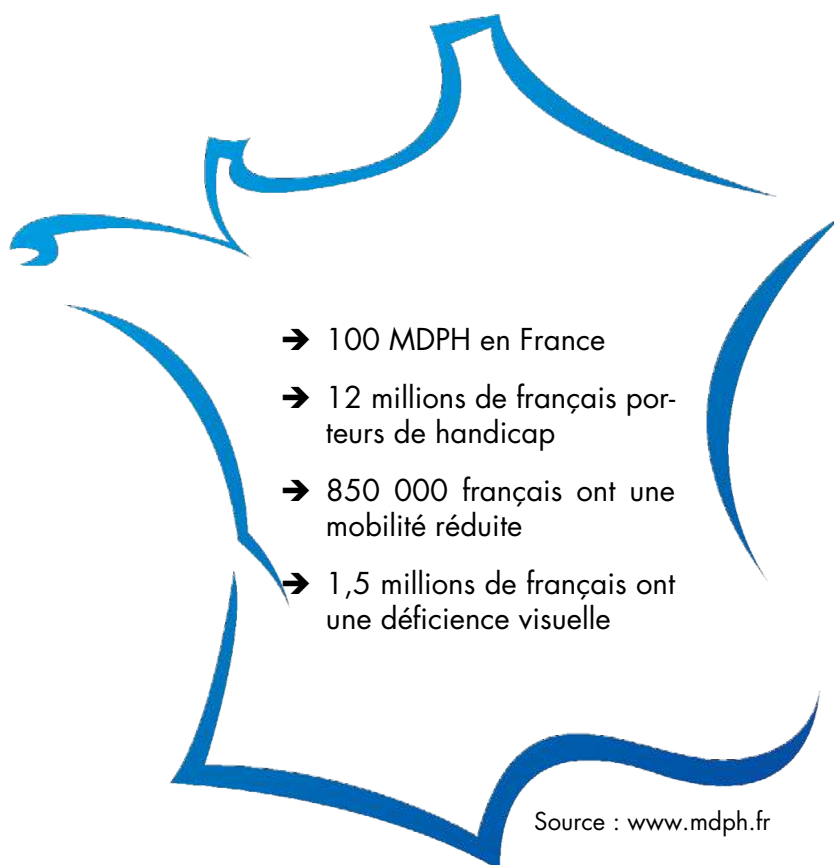 ➔ 100 MDPH en France
➔ 12 millions de français por-
teurs de handicap
➔ 850 000 français ont une
mobilité réduite
➔ 1,5 millions de français ont
une déficience visuelle
Source : www.mdph.fr